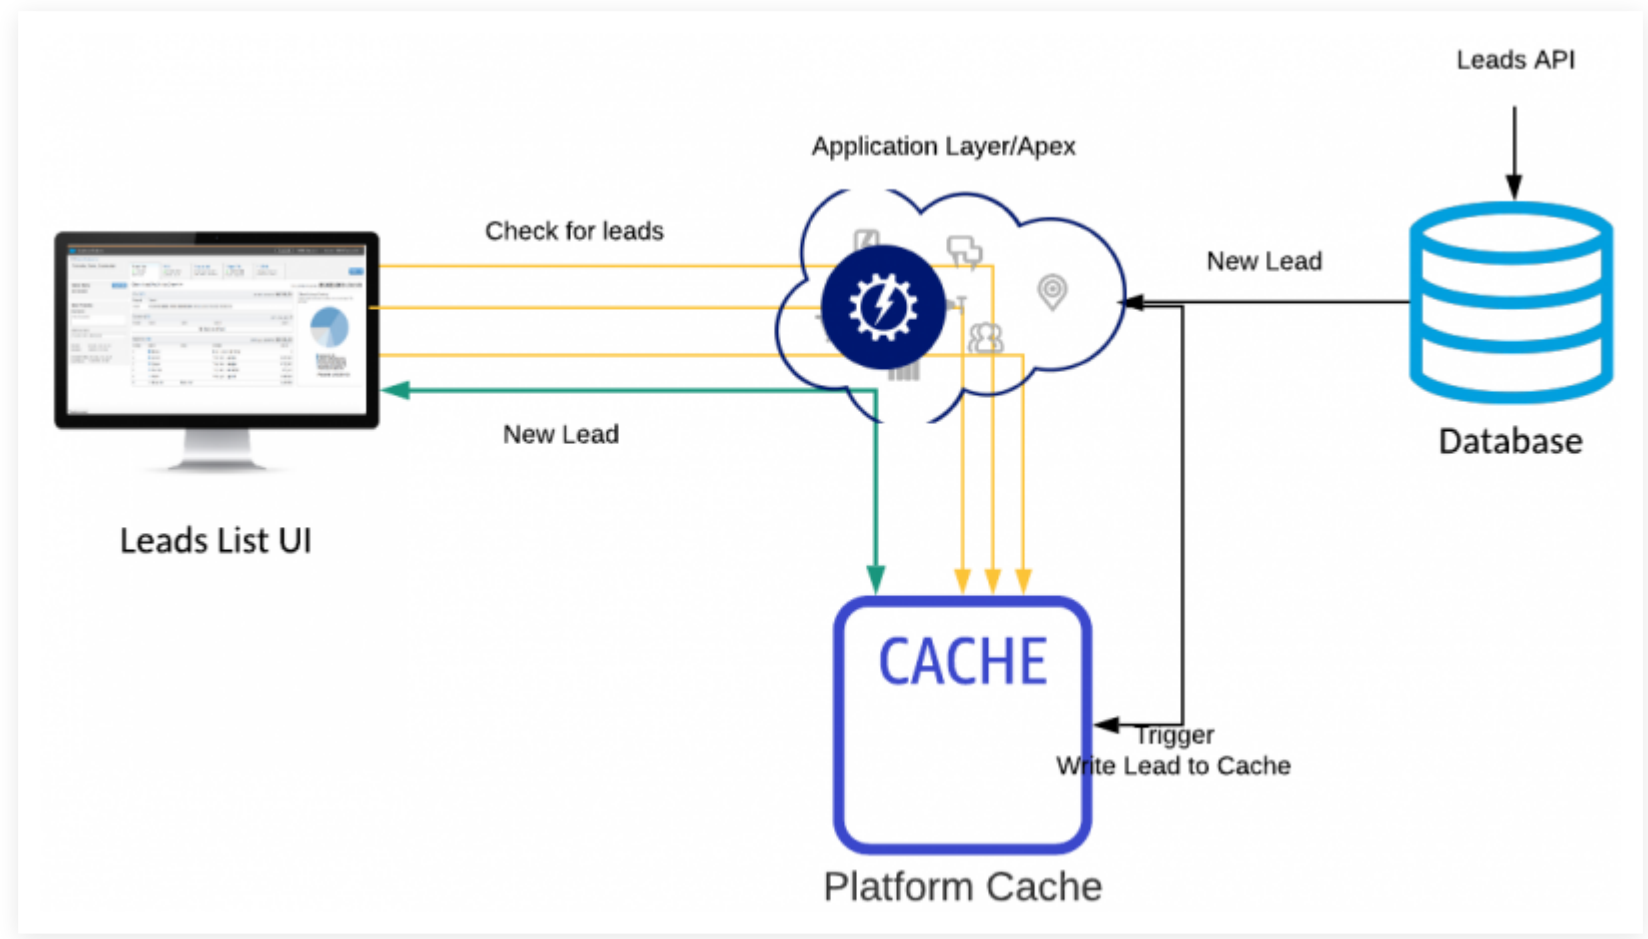 Leads API
Application Layer/Apex
Check for leads
New Lead
New Lead
Database
Leads List UI
CACHE
Trigger
Write Lead to Cache
Platform Cache